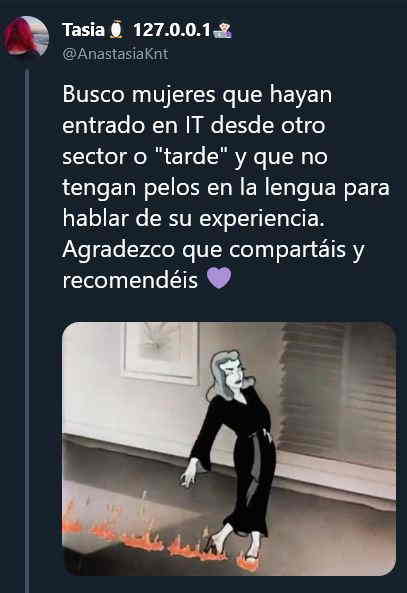 Tasia🐧 127.0.0.1👩🏻‍💻
@AnastasiaKnt
Busco mujeres que hayan
entrado en IT desde otro
sector o "tarde" y que no
tengan pelos en la lengua para
hablar de su experiencia.
Agradezco que compartáis y
recomendéis 💜